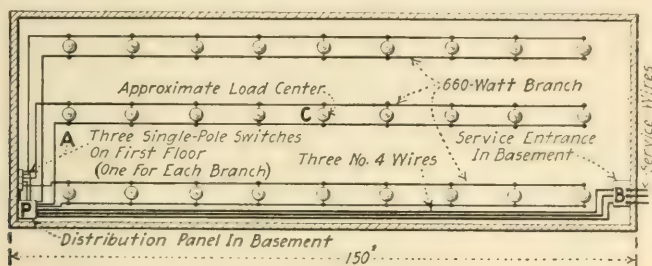 Approximate Load Center
C
660-Watt Branch
A
Three Single-Pole Switches
On First Floor
(One For Each Branch)
Service Entrance
In Basement
Three No. 4 Wires
Service Wires
P
B
Distribution Panel In Basement
150'